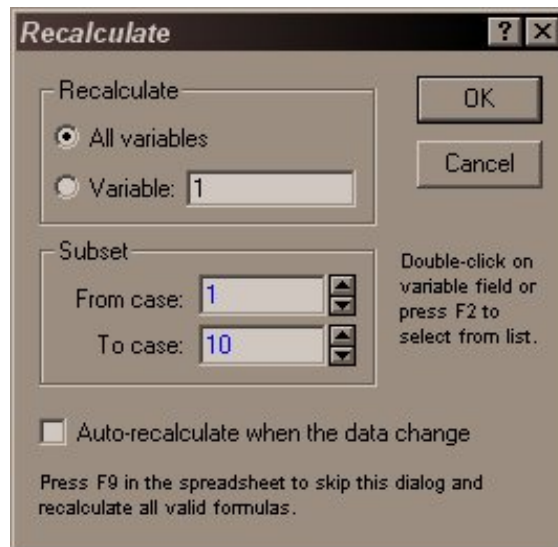 Recalculate
Recalculate
All variables
Variable: 1
OK
Cancel
Subset
From case: 1
To case: 10
Double-click on
variable field or
press F2 to
select from list.
Auto-recalculate when the data change
Press F9 in the spreadsheet to skip this dialog and
recalculate all valid formulas.